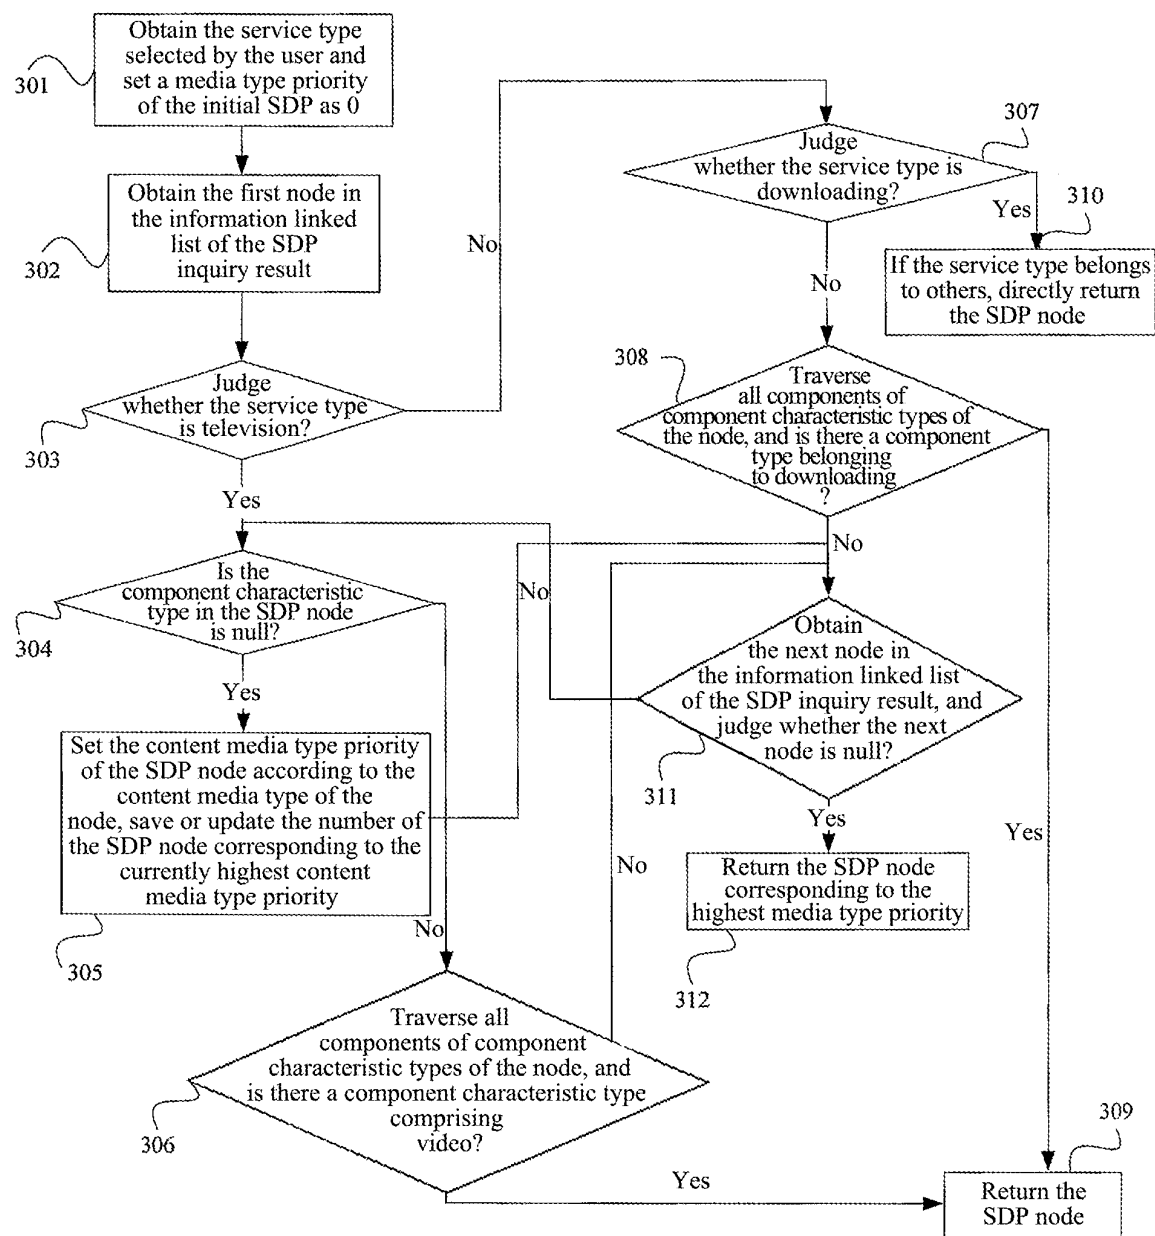 Obtain the service type
selected by the user and
set a media type priority
of the initial SDP as 0
301
Obtain the first node in
the information linked
list of the SDP
inquiry result
302
Judge
whether the service type
is television?
303
No
Yes
Judge
whether the service type is
downloading?
307
Yes
310
If the service type belongs
to others, directly return
the SDP node
No
308
Traverse
all components of
component characteristic types of
the node, and is there a component
type belonging
to downloading
?
No
Yes
Is the
component characteristic
type in the SDP node
is null?
304
Yes
No
Set the content media type priority
of the SDP node according to the
content media type of the
node, save or update the number of
the SDP node corresponding to the
currently highest content
media type priority
305
No
Obtain
the next node in
the information linked list
of the SDP inquiry result, and
judge whether the next
node is null?
311
Yes
Return the SDP node
corresponding to the
highest media type priority
312
No
Traverse all
components of component
characteristic types of the node, and
is there a component characteristic type
comprising
video?
306
Yes
309
Return the
SDP node